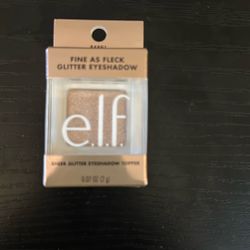 FINE AS FLECK
GLITTER EYESHADOW
e.l.f.
SHEER GLITTER EYESHADOW TOPPER